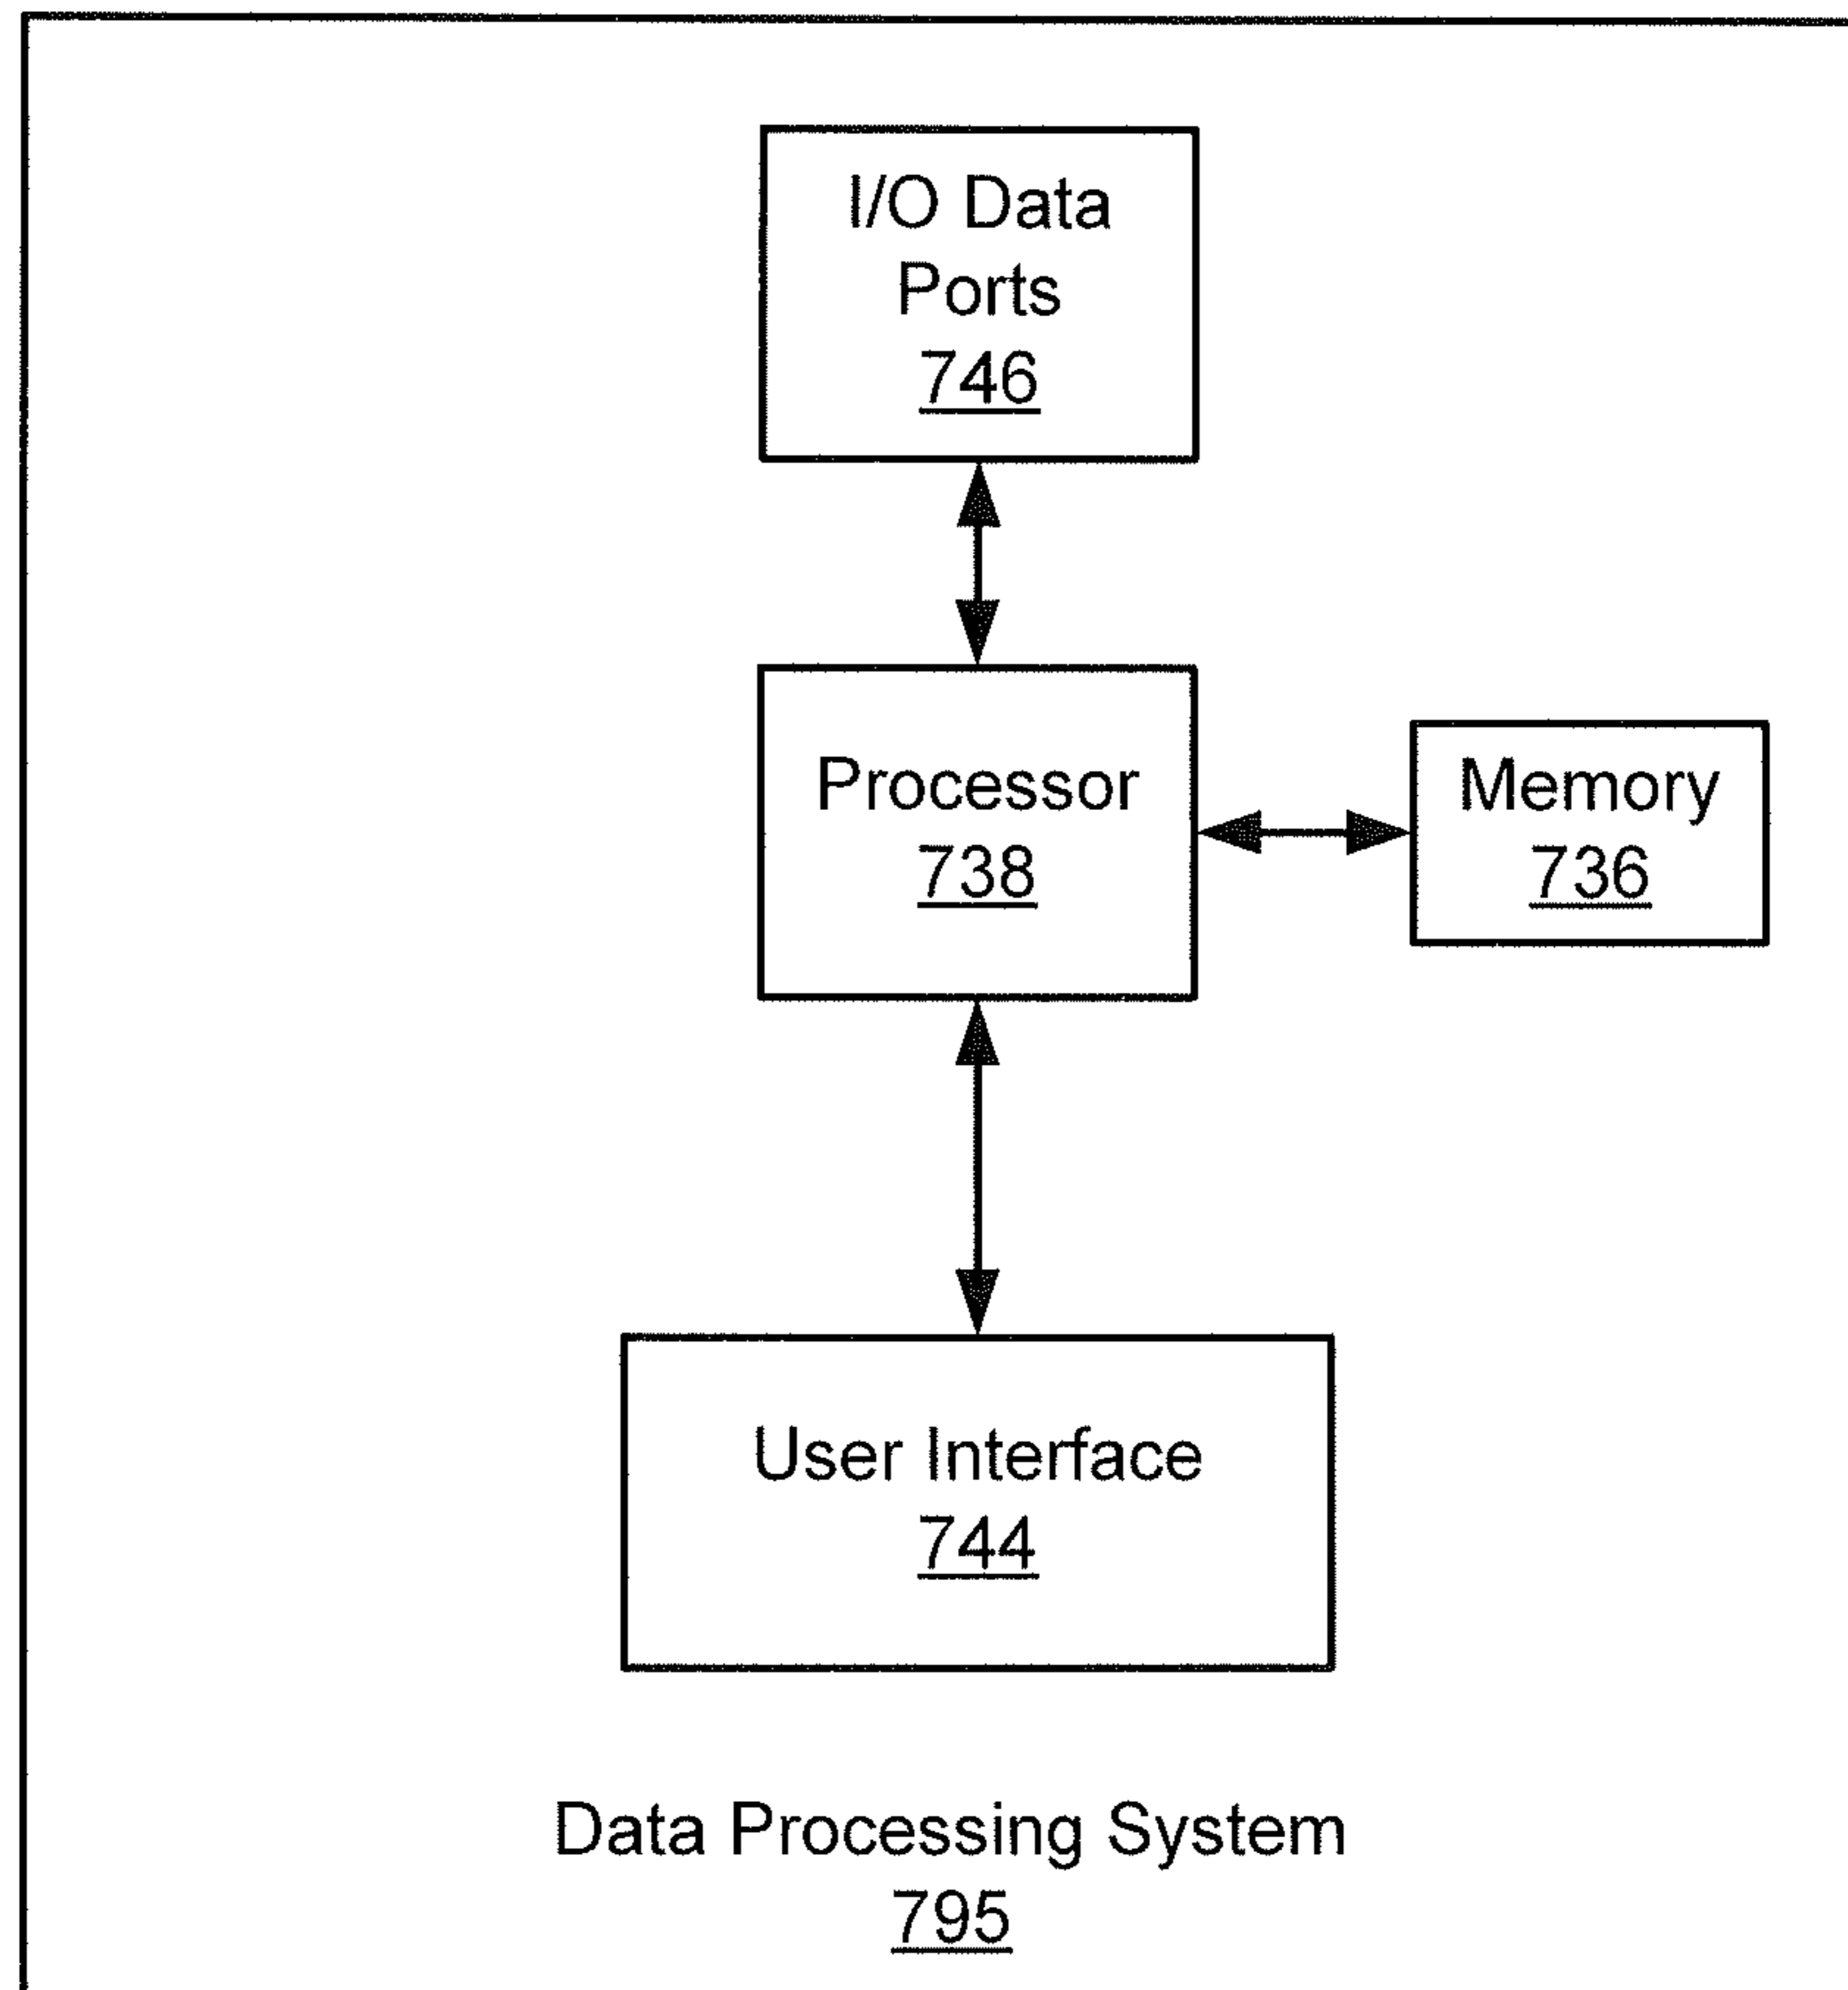 I/O Data
Ports
746
Processor
738
Memory
736
User Interface
744
Data Processing System
795